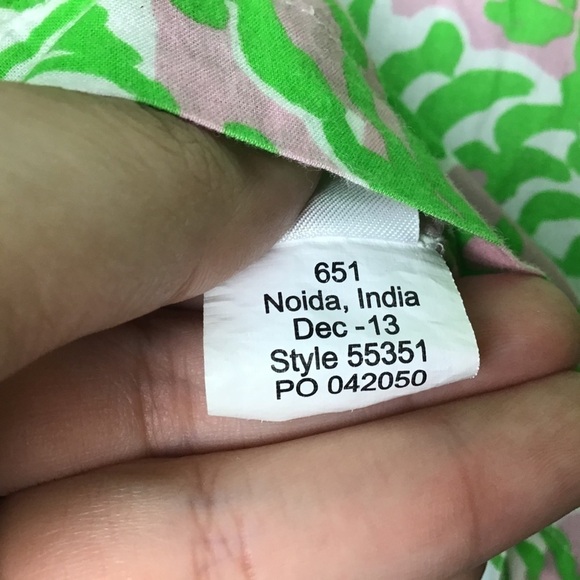 651
Noida, India
Dec -13
Style 55351
PO 042050